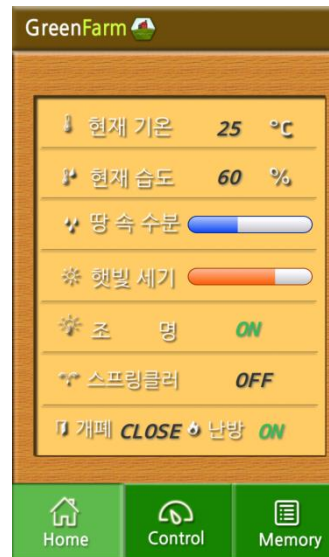 GreenFarm
현재 기온 25 °C
현재 습도 60 %
땅 속 수분
햇빛 세기
조 명 ON
스프링클러 OFF
개폐 CLOSE 난방 ON
Home Control Memory